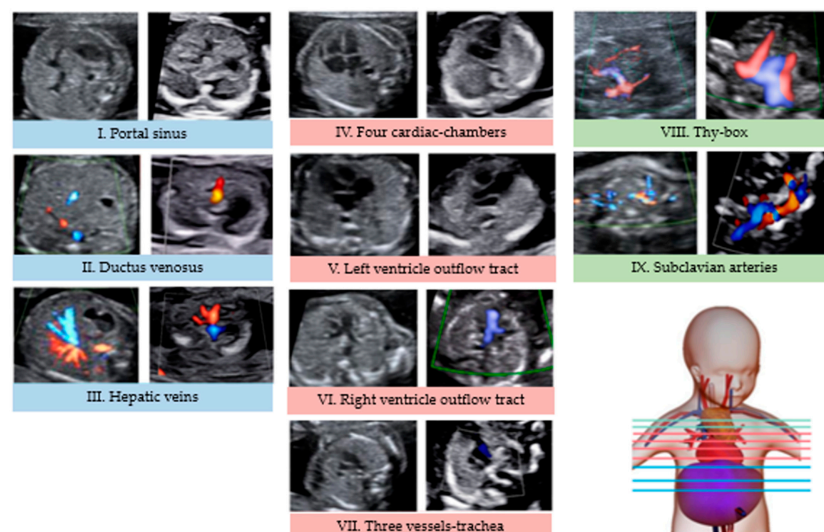 I. Portal sinus
II. Ductus venosus
III. Hepatic veins
IV. Four cardiac-chambers
V. Left ventricle outflow tract
VI. Right ventricle outflow tract
VII. Three vessels-trachea
VIII. Thy-box
IX. Subclavian arteries